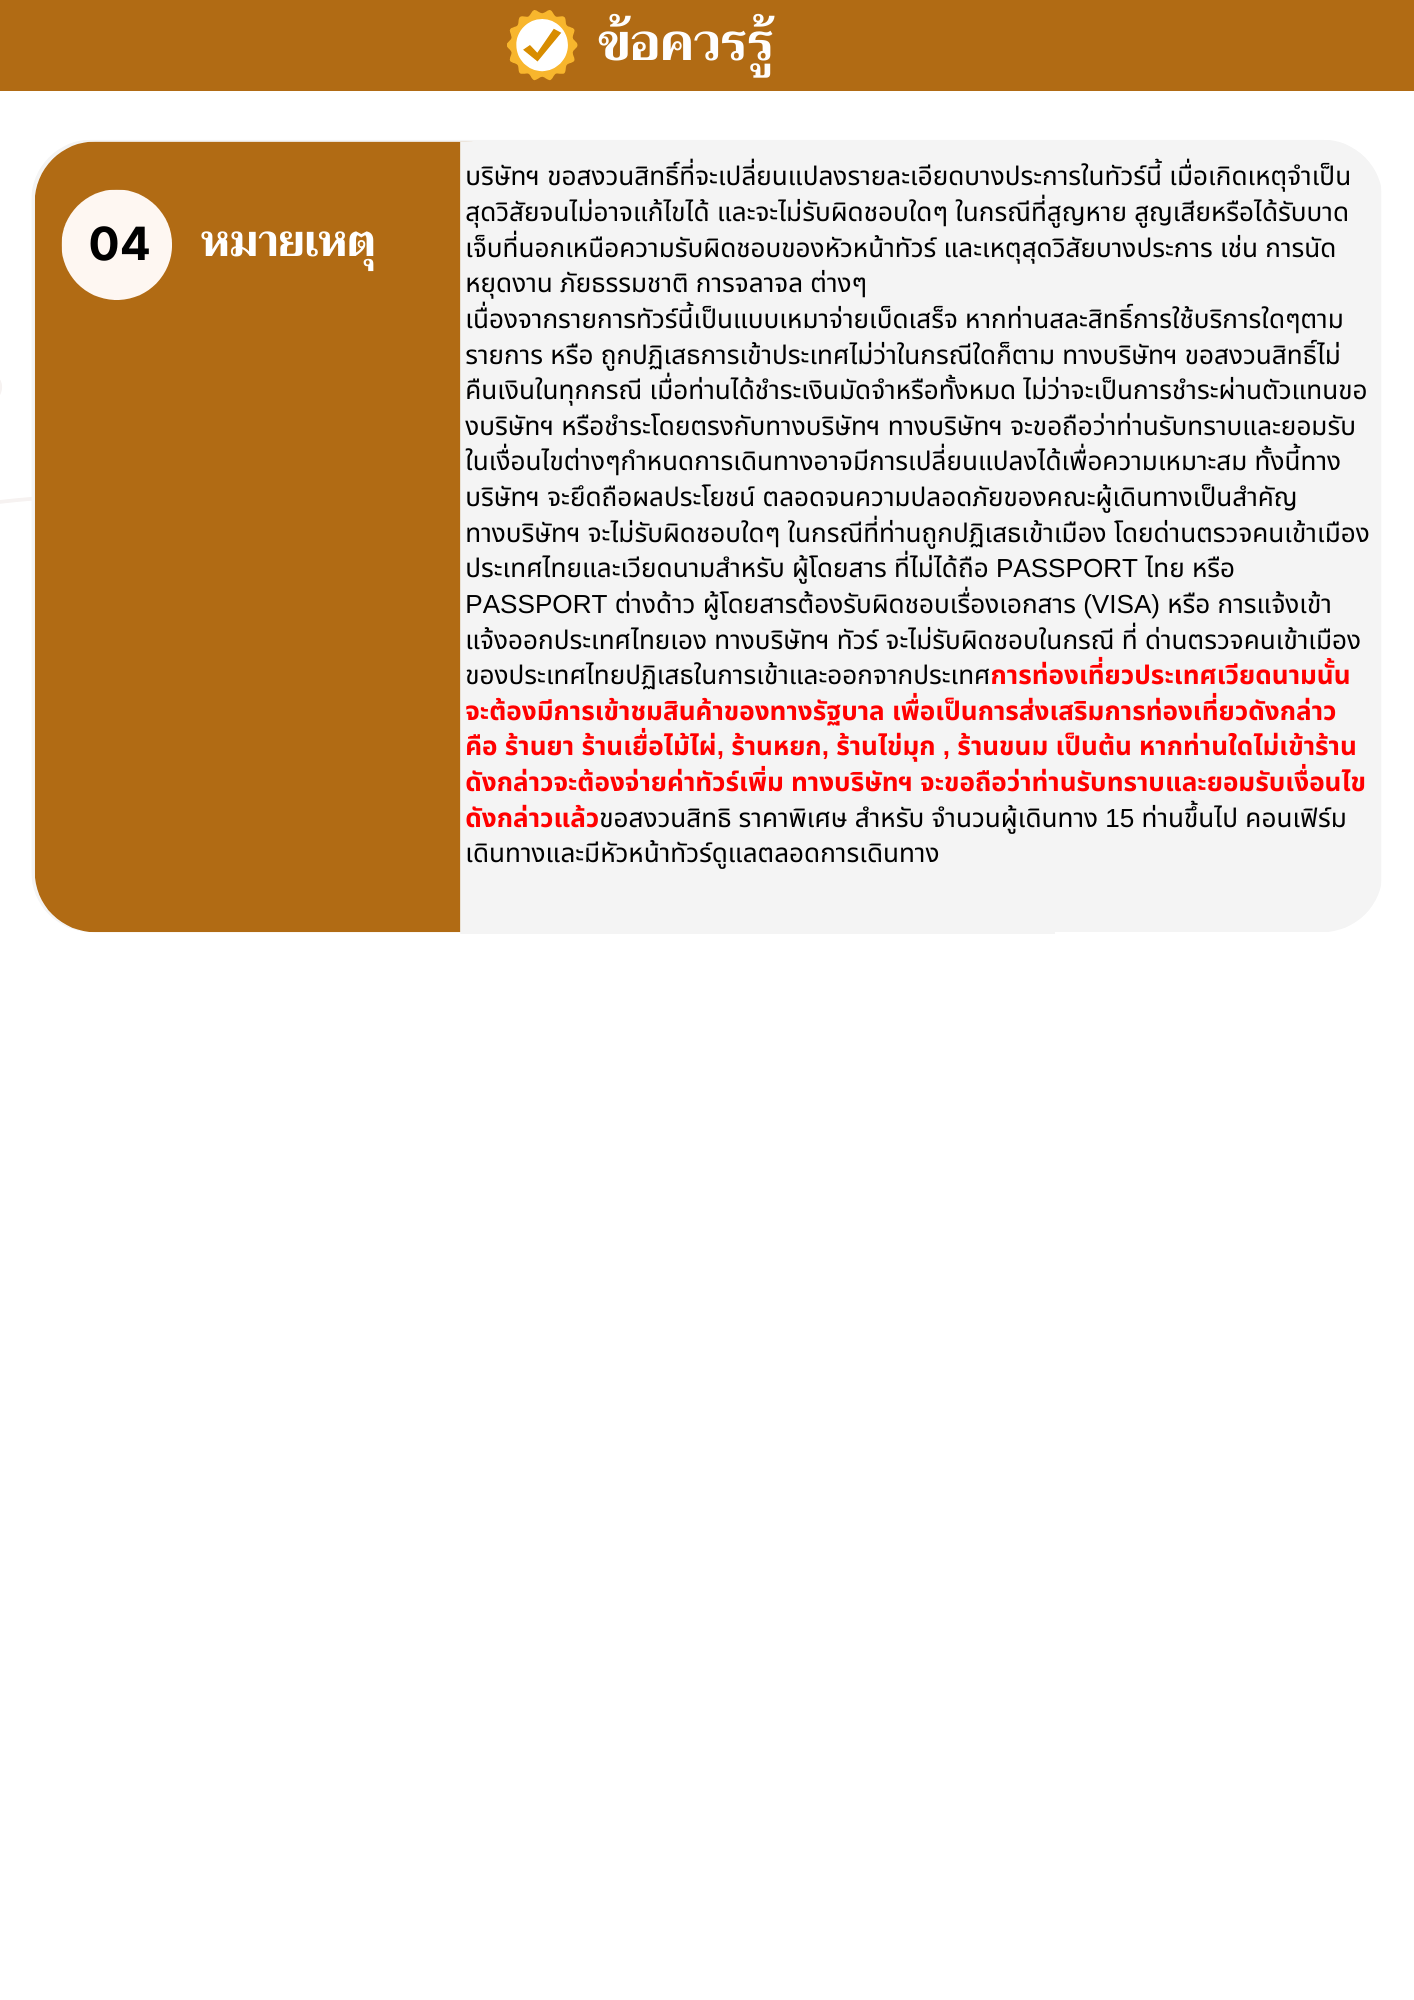 ข้อควรรู้
04 หมายเหตุ
บริษัทฯ ขอสงวนสิทธิ์ที่จะเปลี่ยนแปลงรายละเอียดบางประการในทัวร์นี้ เมื่อเกิดเหตุจำเป็น
สุดวิสัยจนไม่อาจแก้ไขได้ และจะไม่รับผิดชอบใดๆ ในกรณีที่สูญหาย สูญเสียหรือได้รับบาด
เจ็บที่นอกเหนือความรับผิดชอบของหัวหน้าทัวร์ และเหตุสุดวิสัยบางประการ เช่น การนัด
หยุดงาน ภัยธรรมชาติ การจลาจล ต่างๆ
เนื่องจากรายการทัวร์นี้เป็นแบบเหมาจ่ายเบ็ดเสร็จ หากท่านสละสิทธิ์การใช้บริการใดๆตาม
รายการ หรือ ถูกปฏิเสธการเข้าประเทศไม่ว่าในกรณีใดก็ตาม ทางบริษัทฯ ขอสงวนสิทธิ์ไม่
คืนเงินในทุกกรณี เมื่อท่านได้ชำระเงินมัดจำหรือทั้งหมด ไม่ว่าจะเป็นการชำระผ่านตัวแทนขอ
งบริษัทฯ หรือชำระโดยตรงกับทางบริษัทฯ ทางบริษัทฯ จะขอถือว่าท่านรับทราบและยอมรับ
ในเงื่อนไขต่างๆกำหนดการเดินทางอาจมีการเปลี่ยนแปลงได้เพื่อความเหมาะสม ทั้งนี้ทาง
บริษัทฯ จะยึดถือผลประโยชน์ ตลอดจนความปลอดภัยของคณะผู้เดินทางเป็นสำคัญ
ทางบริษัทฯ จะไม่รับผิดชอบใดๆ ในกรณีที่ท่านถูกปฏิเสธเข้าเมือง โดยด่านตรวจคนเข้าเมือง
ประเทศไทยและเวียดนามสำหรับ ผู้โดยสาร ที่ไม่ได้ถือ PASSPORT ไทย หรือ
PASSPORT ต่างด้าว ผู้โดยสารต้องรับผิดชอบเรื่องเอกสาร (VISA) หรือ การแจ้งเข้า
แจ้งออกประเทศไทยเอง ทางบริษัทฯ ทัวร์ จะไม่รับผิดชอบในกรณี ที่ ด่านตรวจคนเข้าเมือง
ของประเทศไทยปฏิเสธในการเข้าและออกจากประเทศการท่องเที่ยวประเทศเวียดนามนั้น
จะต้องมีการเข้าชมสินค้าของทางรัฐบาล เพื่อเป็นการส่งเสริมการท่องเที่ยวดังกล่าว
คือ ร้านยา ร้านเยื่อไม้ไผ่, ร้านหยก, ร้านไข่มุก , ร้านขนม เป็นต้น หากท่านใดไม่เข้าร้าน
ดังกล่าวจะต้องจ่ายค่าทัวร์เพิ่ม ทางบริษัทฯ จะขอถือว่าท่านรับทราบและยอมรับเงื่อนไข
ดังกล่าวแล้วขอสงวนสิทธิ ราคาพิเศษ สำหรับ จำนวนผู้เดินทาง 15 ท่านขึ้นไป คอนเฟิร์ม
เดินทางและมีหัวหน้าทัวร์ดูแลตลอดการเดินทาง